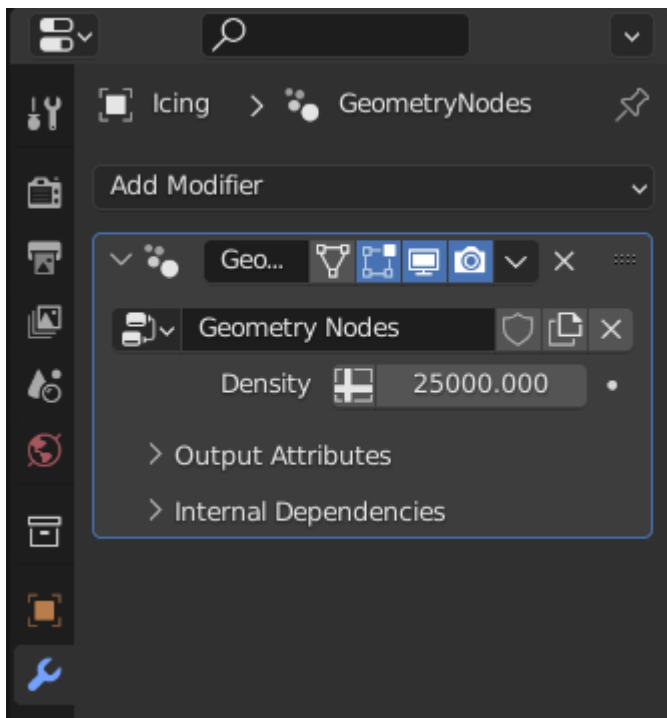 Icing > GeometryNodes
Add Modifier
Geo...
Geometry Nodes
Density 25000.000
Output Attributes
Internal Dependencies